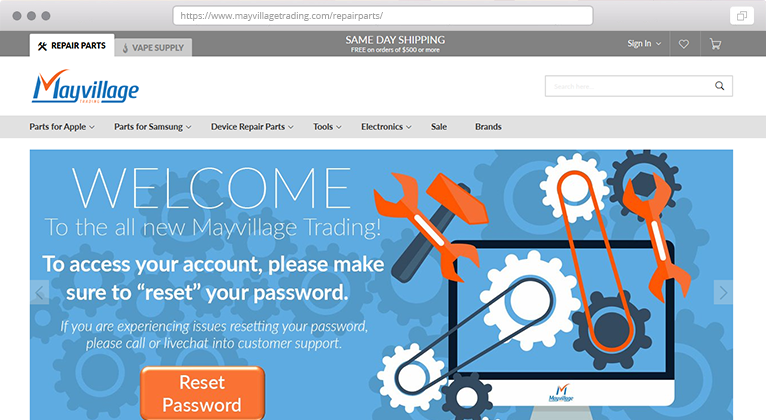 https://www.mayvillagetrading.com/repairparts/
REPAIR PARTS
VAPE SUPPLY
SAME DAY SHIPPING
FREE on orders of $500 or more
Sign In
Mayvillage
TRADING
Search here...
Parts for Apple
Parts for Samsung
Device Repair Parts
Tools
Electronics
Sale
Brands
WELCOME
To the all new Mayvillage Trading!
To access your account, please make
sure to “reset” your password.
If you are experiencing issues resetting your password,
please call or livechat into customer support.
Reset
Password
Mayvillage